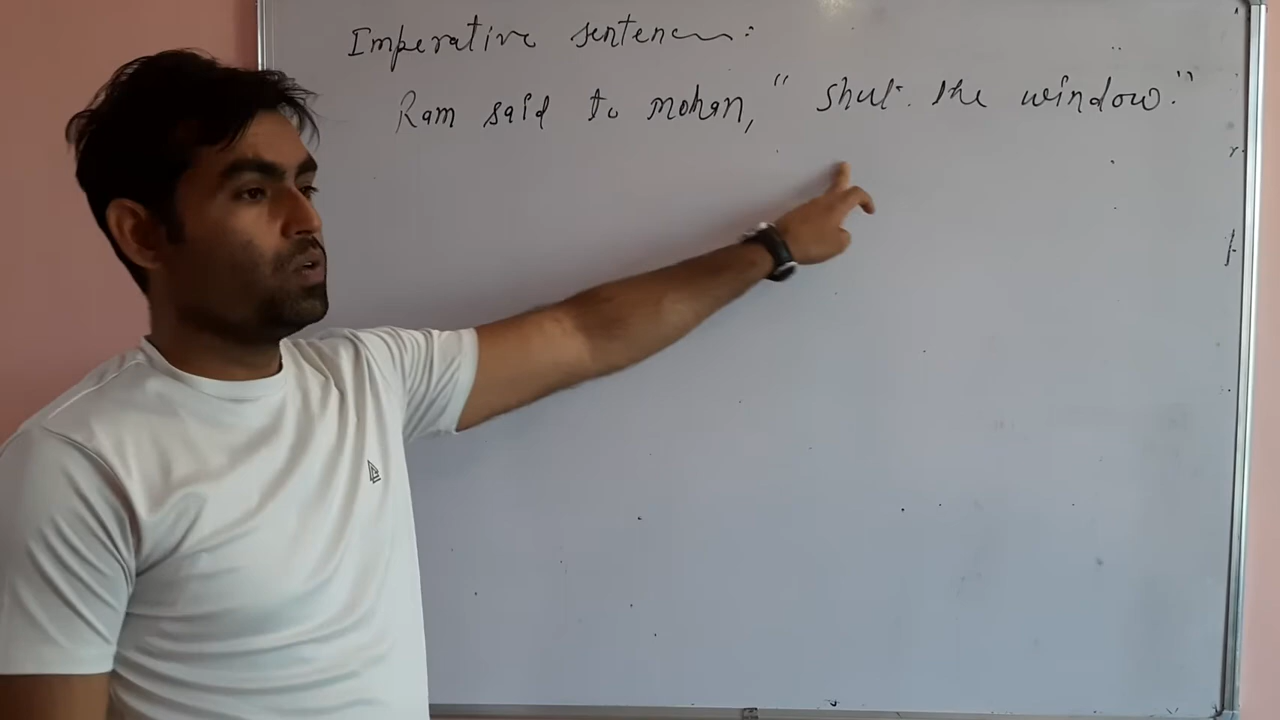 Imperative sentence:
Ram said to mohan, " shut the window."